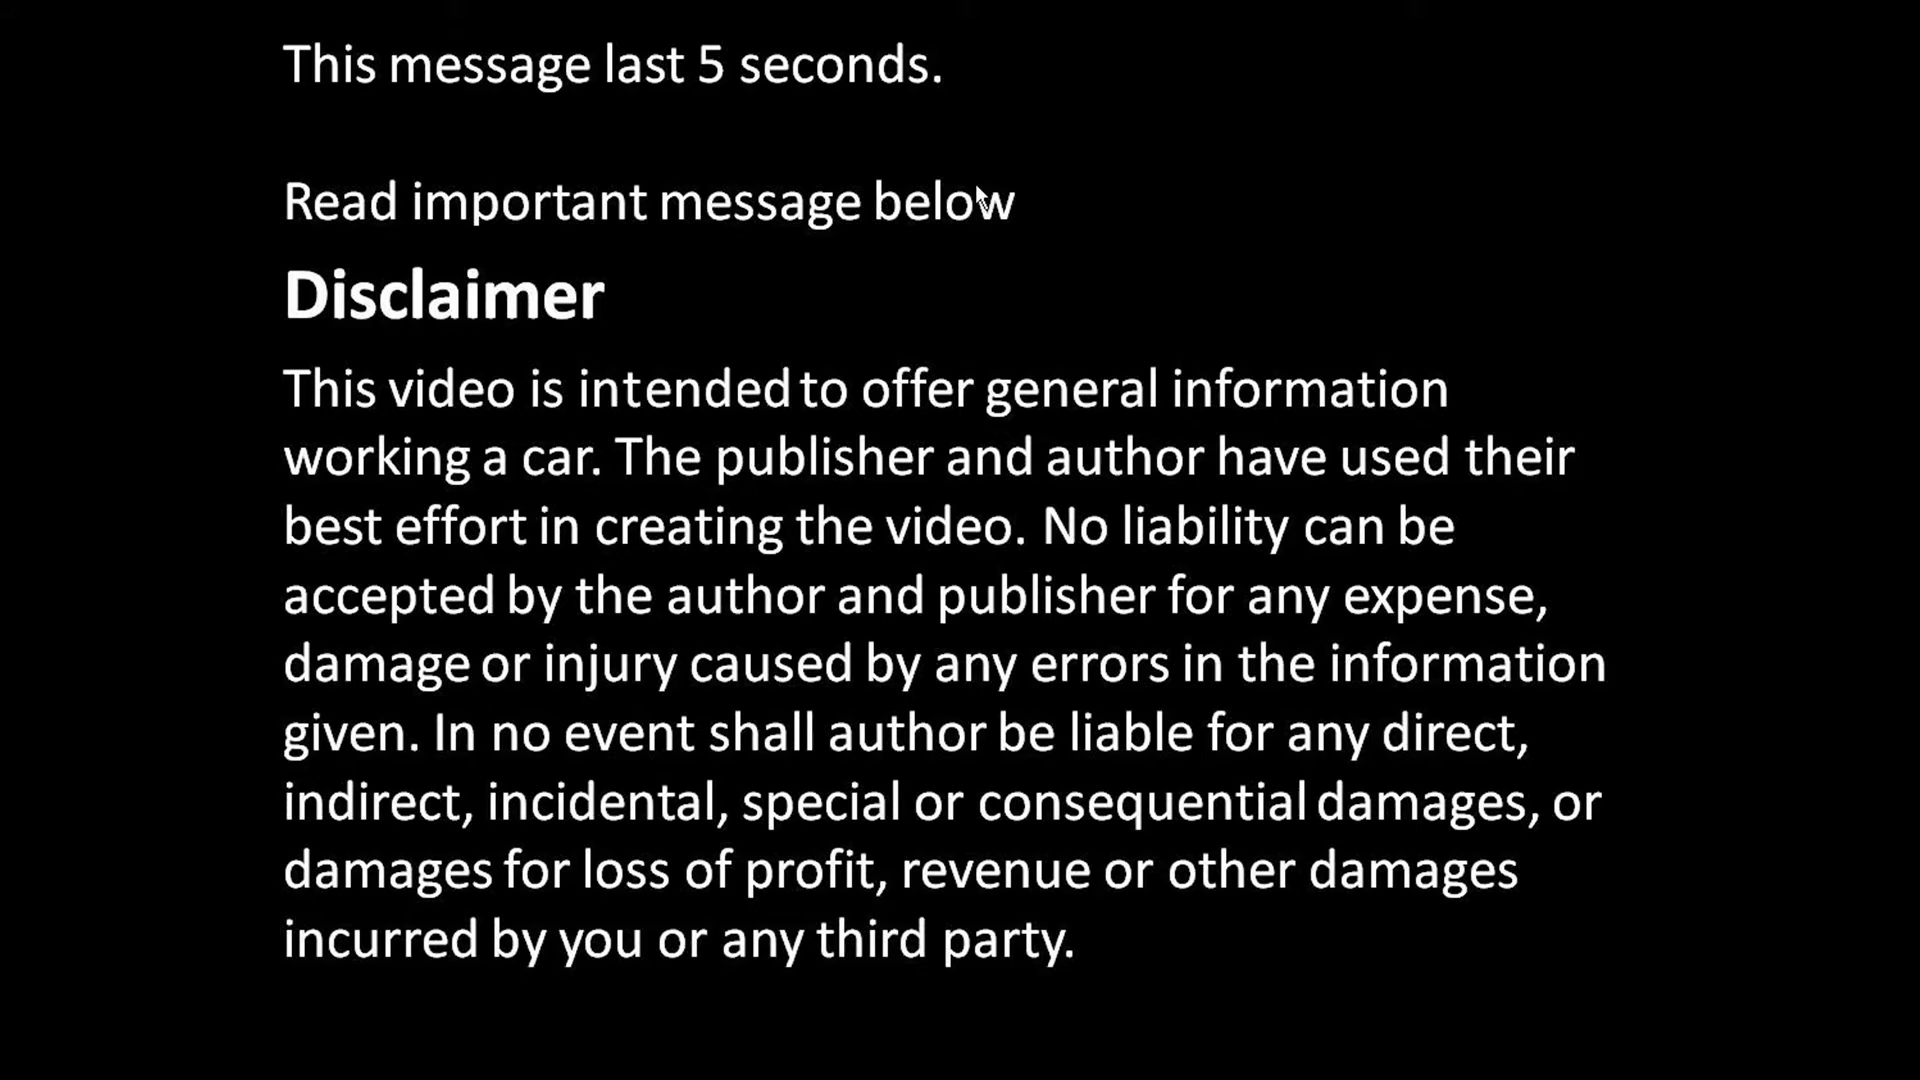 This message last 5 seconds.
Read important message below
Disclaimer
This video is intended to offer general information
working a car. The publisher and author have used their
best effort in creating the video. No liability can be
accepted by the author and publisher for any expense,
damage or injury caused by any errors in the information
given. In no event shall author be liable for any direct,
indirect, incidental, special or consequential damages, or
damages for loss of profit, revenue or other damages
incurred by you or any third party.